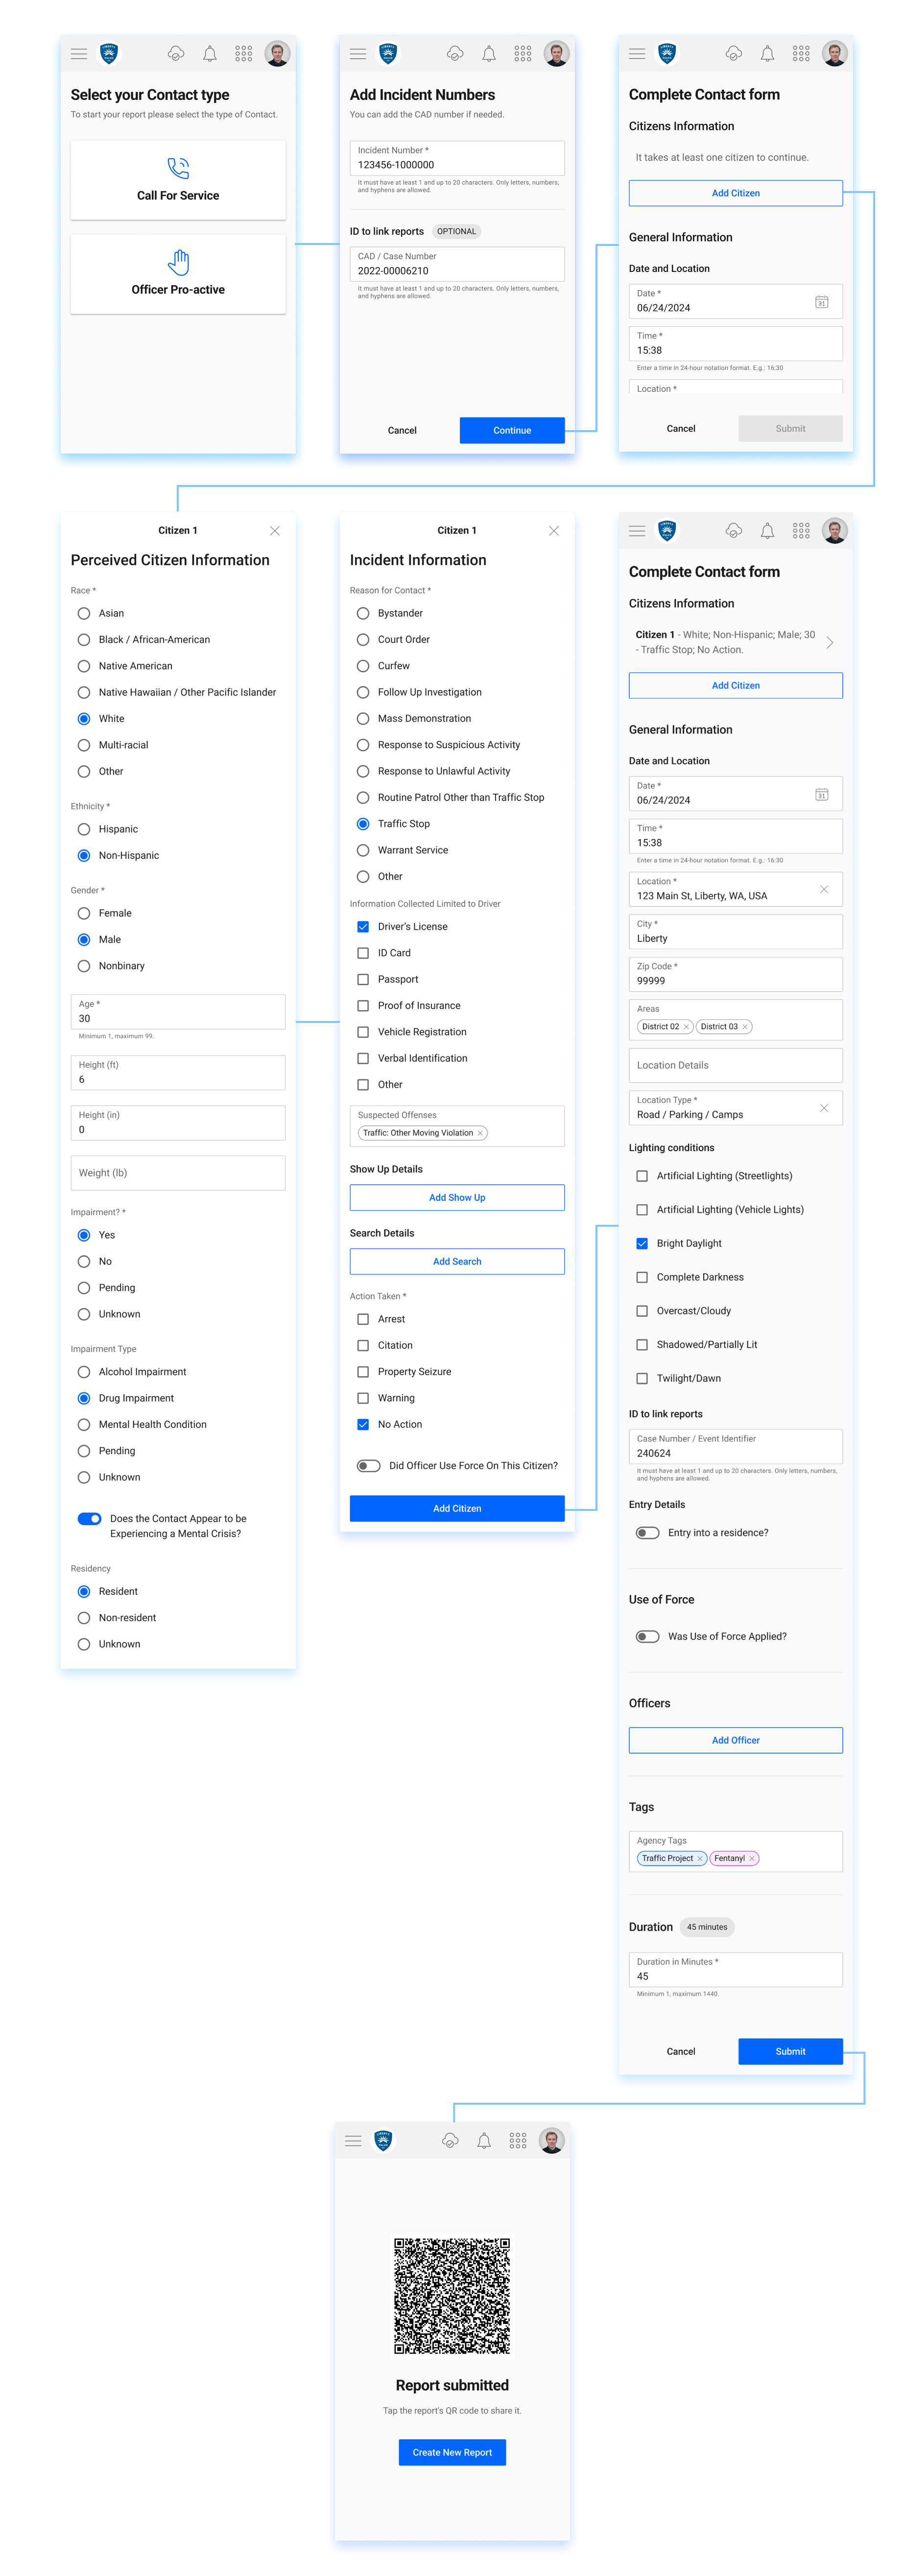 Select your Contact type
To start your report please select the type of Contact.
Call For Service
Officer Pro-active
Add Incident Numbers
You can add the CAD number if needed.
Incident Number *
123456-1000000
It must have at least 1 and up to 20 characters. Only letters, numbers,
and hyphens are allowed.
ID to link reports OPTIONAL
CAD / Case Number
2022-00006210
It must have at least 1 and up to 20 characters. Only letters, numbers,
and hyphens are allowed.
Cancel
Continue
Complete Contact form
Citizens Information
It takes at least one citizen to continue.
Add Citizen
General Information
Date and Location
Date *
06/24/2024
31
Time *
15:38
Enter a time in 24-hour notation format. E.g.: 16:30
Location *
Cancel
Submit
Citizen 1
Perceived Citizen Information
Race *
Asian
Black / African-American
Native American
Native Hawaiian / Other Pacific Islander
White
Multi-racial
Other
Ethnicity *
Hispanic
Non-Hispanic
Gender *
Female
Male
Nonbinary
Age *
30
Minimum 1, maximum 99.
Height (ft)
6
Height (in)
0
Weight (lb)
Impairment? *
Yes
No
Pending
Unknown
Impairment Type
Alcohol Impairment
Drug Impairment
Mental Health Condition
Pending
Unknown
Does the Contact Appear to be
Experiencing a Mental Crisis?
Residency
Resident
Non-resident
Unknown
Citizen 1
Incident Information
Reason for Contact *
Bystander
Court Order
Curfew
Follow Up Investigation
Mass Demonstration
Response to Suspicious Activity
Response to Unlawful Activity
Routine Patrol Other than Traffic Stop
Traffic Stop
Warrant Service
Other
Information Collected Limited to Driver
Driver's License
ID Card
Passport
Proof of Insurance
Vehicle Registration
Verbal Identification
Other
Suspected Offenses
Traffic: Other Moving Violation
Show Up Details
Add Show Up
Search Details
Add Search
Action Taken *
Arrest
Citation
Property Seizure
Warning
No Action
Did Officer Use Force On This Citizen?
Add Citizen
Complete Contact form
Citizens Information
Citizen 1 - White; Non-Hispanic; Male; 30
- Traffic Stop; No Action.
Add Citizen
General Information
Date and Location
Date *
06/24/2024
31
Time *
15:38
Enter a time in 24-hour notation format. E.g.: 16:30
Location *
123 Main St, Liberty, WA, USA
City *
Liberty
Zip Code *
99999
Areas
District 02 District 03
Location Details
Location Type *
Road / Parking / Camps
Lighting conditions
Artificial Lighting (Streetlights)
Artificial Lighting (Vehicle Lights)
Bright Daylight
Complete Darkness
Overcast/Cloudy
Shadowed/Partially Lit
Twilight/Dawn
ID to link reports
Case Number / Event Identifier
240624
It must have at least 1 and up to 20 characters. Only letters, numbers,
and hyphens are allowed.
Entry Details
Entry into a residence?
Use of Force
Was Use of Force Applied?
Officers
Add Officer
Tags
Agency Tags
Traffic Project Fentanyl
Duration 45 minutes
Duration in Minutes *
45
Minimum 1, maximum 1440.
Cancel
Submit
Report submitted
Tap the report's QR code to share it.
Create New Report